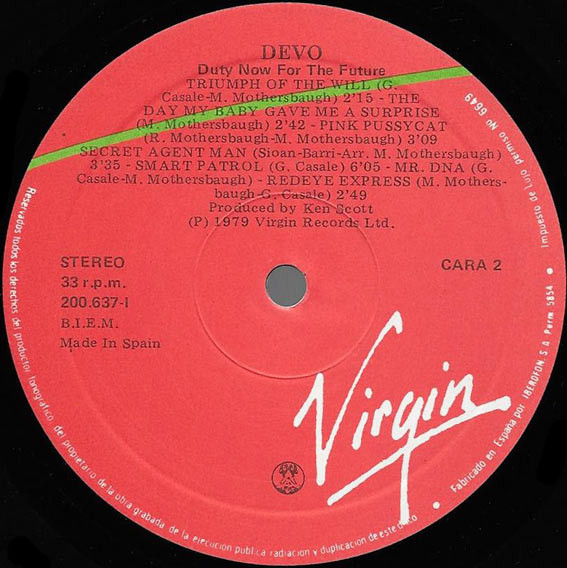 DEVO
Duty Now For The Future
TRIUMPH OF THE WILL (G.
Casale-M. Mothersbaugh) 2'15 - THE
DAY MY BABY GAVE ME A SURPRISE
(M. Mothersbaugh) 2'42 - PINK PUSSYCAT
(R. Mothersbaugh-M. Mothersbaugh) 3'09
SECRET AGENT MAN (Sioan-Barri-Arr. M. Mothersbaugh)
3'35 - SMART PATROL (G. Casale) 6'05 - MR. DNA (G.
Casale-M. Mothersbaugh) - REDEYE EXPRESS (M. Mothers-
baugh-G. Casale) 2'49
Produced by Ken Scott
(P) 1979 Virgin Records Ltd.
STEREO
33 r.p.m.
200.637-I
B.I.E.M.
Made In Spain
CARA 2
Virgin
Reservados todos los derechos del productor fonográfico, del propietario de la obra grabada, de la ejecución publica radiación y duplicación de este disco • Fabricado en España por IBEROFON, S.A. Perm 5854 • Impuesto de Lujo permiso No 6649